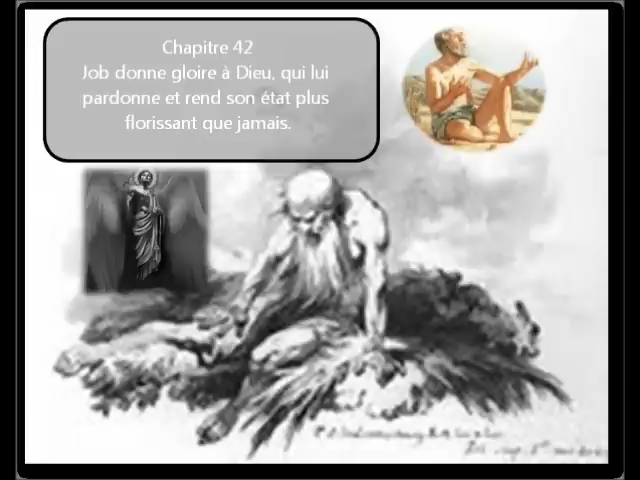 Chapitre 42
Job donne gloire à Dieu, qui lui
pardonne et rend son état plus
florissant que jamais.